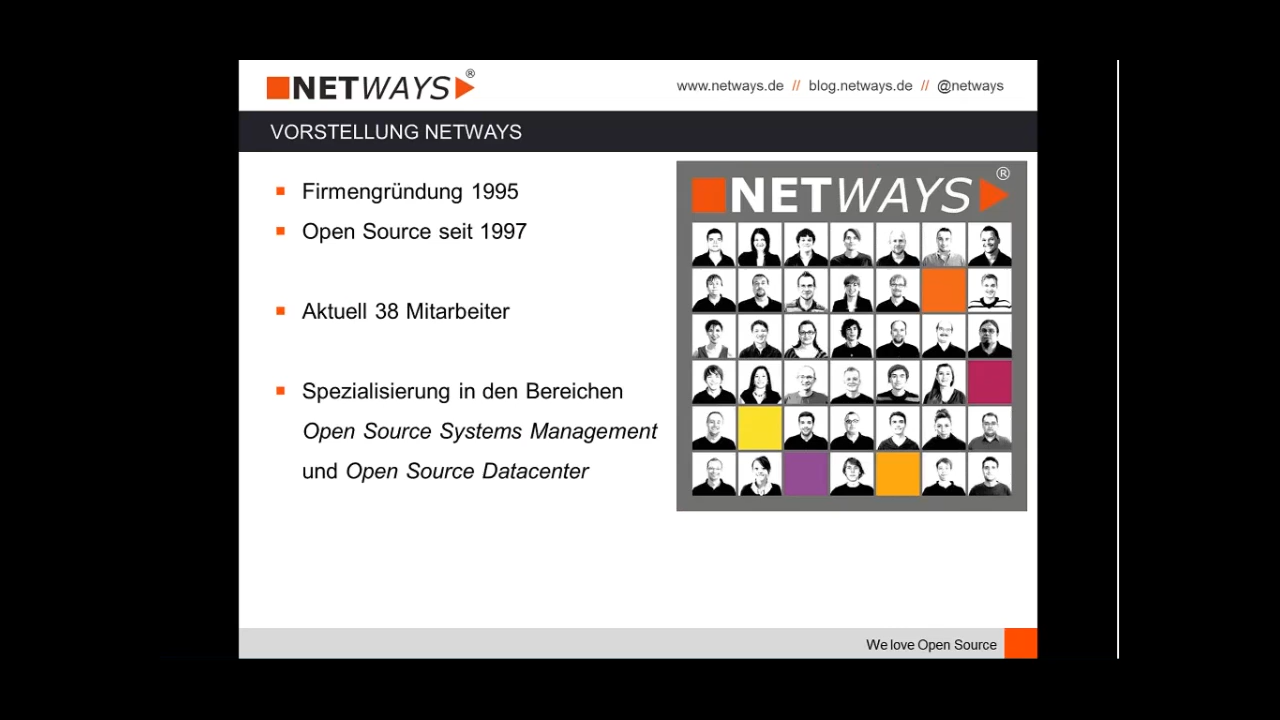 NETWAYS®
www.netways.de // blog.netways.de // @netways
VORSTELLUNG NETWAYS
Firmengründung 1995
Open Source seit 1997
Aktuell 38 Mitarbeiter
Spezialisierung in den Bereichen
Open Source Systems Management
und Open Source Datacenter
NETWAYS®
We love Open Source